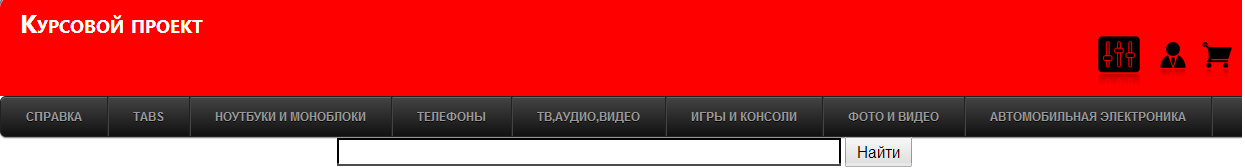 Курсовой проект
СПРАВКА TABS НОУТБУКИ И МОНОБЛОКИ ТЕЛЕФОНЫ ТВ,АУДИО,ВИДЕО ИГРЫ И КОНСОЛИ ФОТО И ВИДЕО АВТОМОБИЛЬНАЯ ЭЛЕКТРОНИКА
Найти